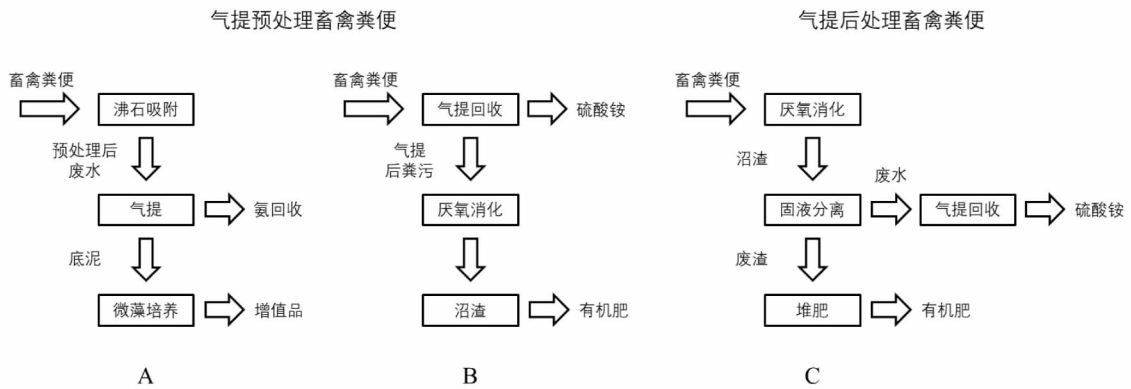 气提预处理畜禽粪便
气提后处理畜禽粪便
畜禽粪便
沸石吸附
预处理后
废水
气提
氨回收
底泥
微藻培养
增值品
A
畜禽粪便
气提回收
硫酸铵
气提
后粪污
厌氧消化
沼渣
有机肥
B
畜禽粪便
厌氧消化
沼渣
固液分离
废水
气提回收
硫酸铵
废渣
堆肥
有机肥
C